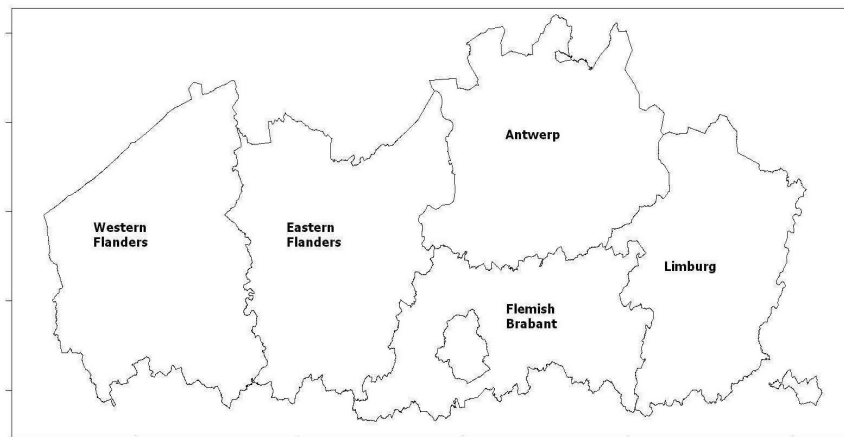 Antwerp
Western
Flanders
Eastern
Flanders
Limburg
Flemish
Brabant